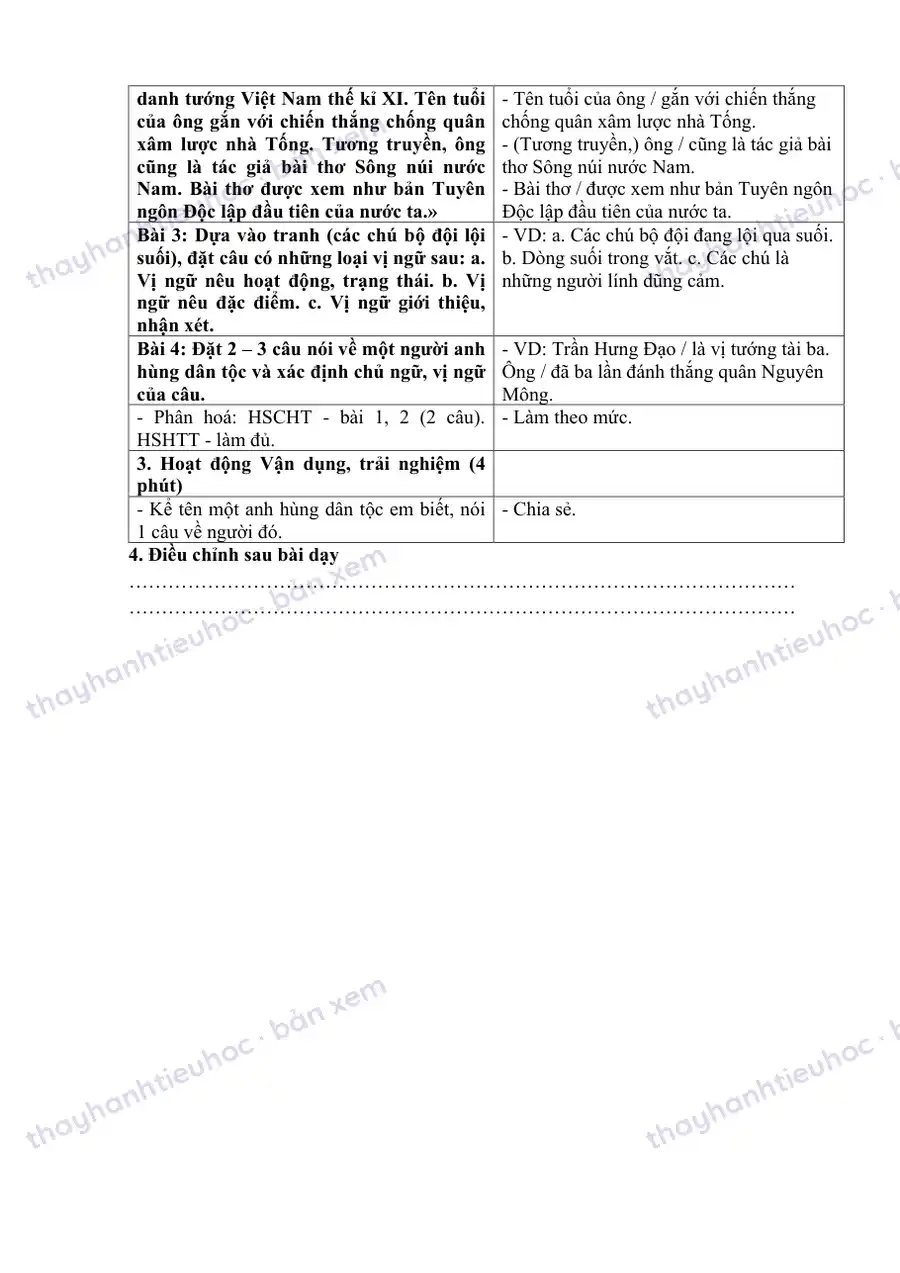 danh tướng Việt Nam thế kỉ XI. Tên tuổi
của ông gắn với chiến thắng chống quân
xâm lược nhà Tống. Tương truyền, ông
cũng là tác giả bài thơ Sông núi nước
Nam. Bài thơ được xem như bản Tuyên
ngôn Độc lập đầu tiên của nước ta.»
- Tên tuổi của ông / gắn với chiến thắng
chống quân xâm lược nhà Tống.
- (Tương truyền,) ông / cũng là tác giả bài
thơ Sông núi nước Nam.
- Bài thơ / được xem như bản Tuyên ngôn
Độc lập đầu tiên của nước ta.
Bài 3: Dựa vào tranh (các chú bộ đội lội
suối), đặt câu có những loại vị ngữ sau: a.
Vị ngữ nêu hoạt động, trạng thái. b. Vị
ngữ nêu đặc điểm. c. Vị ngữ giới thiệu,
nhận xét.
- VD: a. Các chú bộ đội đang lội qua suối.
b. Dòng suối trong vắt. c. Các chú là
những người lính dũng cảm.
Bài 4: Đặt 2 – 3 câu nói về một người anh
hùng dân tộc và xác định chủ ngữ, vị ngữ
của câu.
- VD: Trần Hưng Đạo / là vị tướng tài ba.
Ông / đã ba lần đánh thắng quân Nguyên
Mông.
- Phân hoá: HSCHT - bài 1, 2 (2 câu).
HSHTT - làm đủ.
- Làm theo mức.
3. Hoạt động Vận dụng, trải nghiệm (4
phút)
- Kể tên một anh hùng dân tộc em biết, nói
1 câu về người đó.
- Chia sẻ.
4. Điều chỉnh sau bài dạy
……………………………………………………………………………………………
……………………………………………………………………………………………
thayhanhtieuhoc · bản xem
thayhanhtieuhoc · b
thayhanhtieuhoc · bản xem
thayhanhtieuhoc · b
thayhanhtieuhoc · bản xem
thayhanhtieuhoc · b